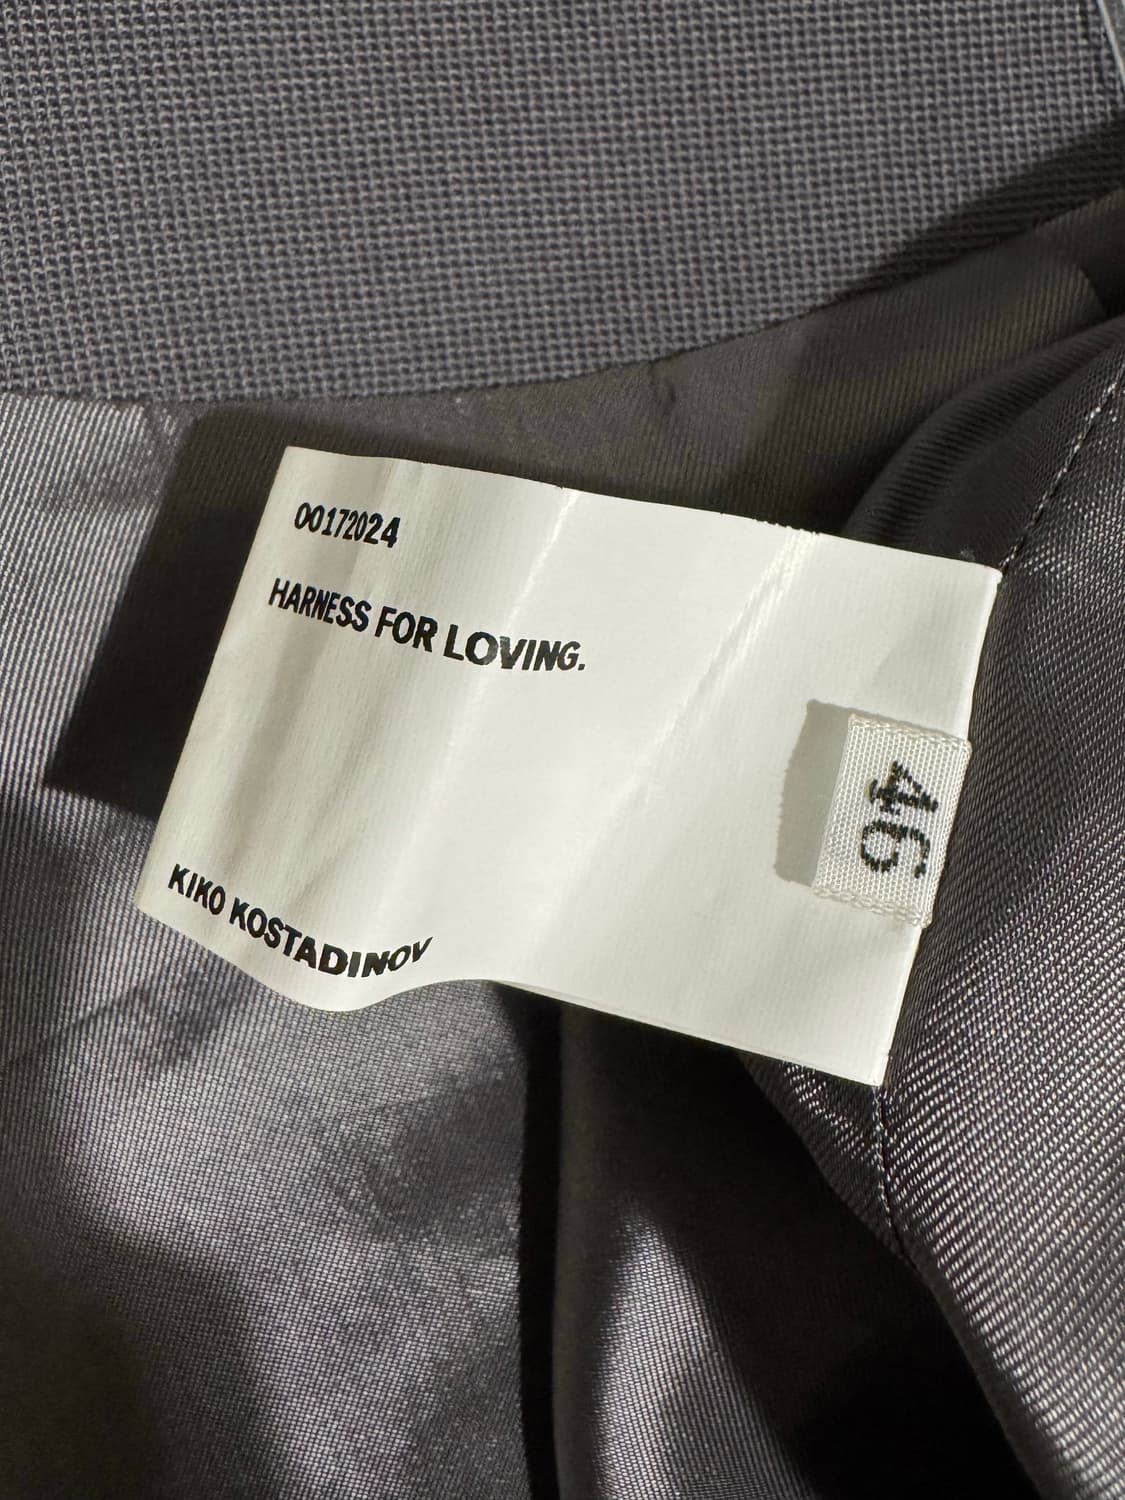 00172024
HARNESS FOR LOVING.
46
KIKO KOSTADINOV